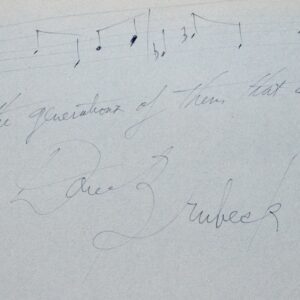 the generations of them that
Dave Brubeck